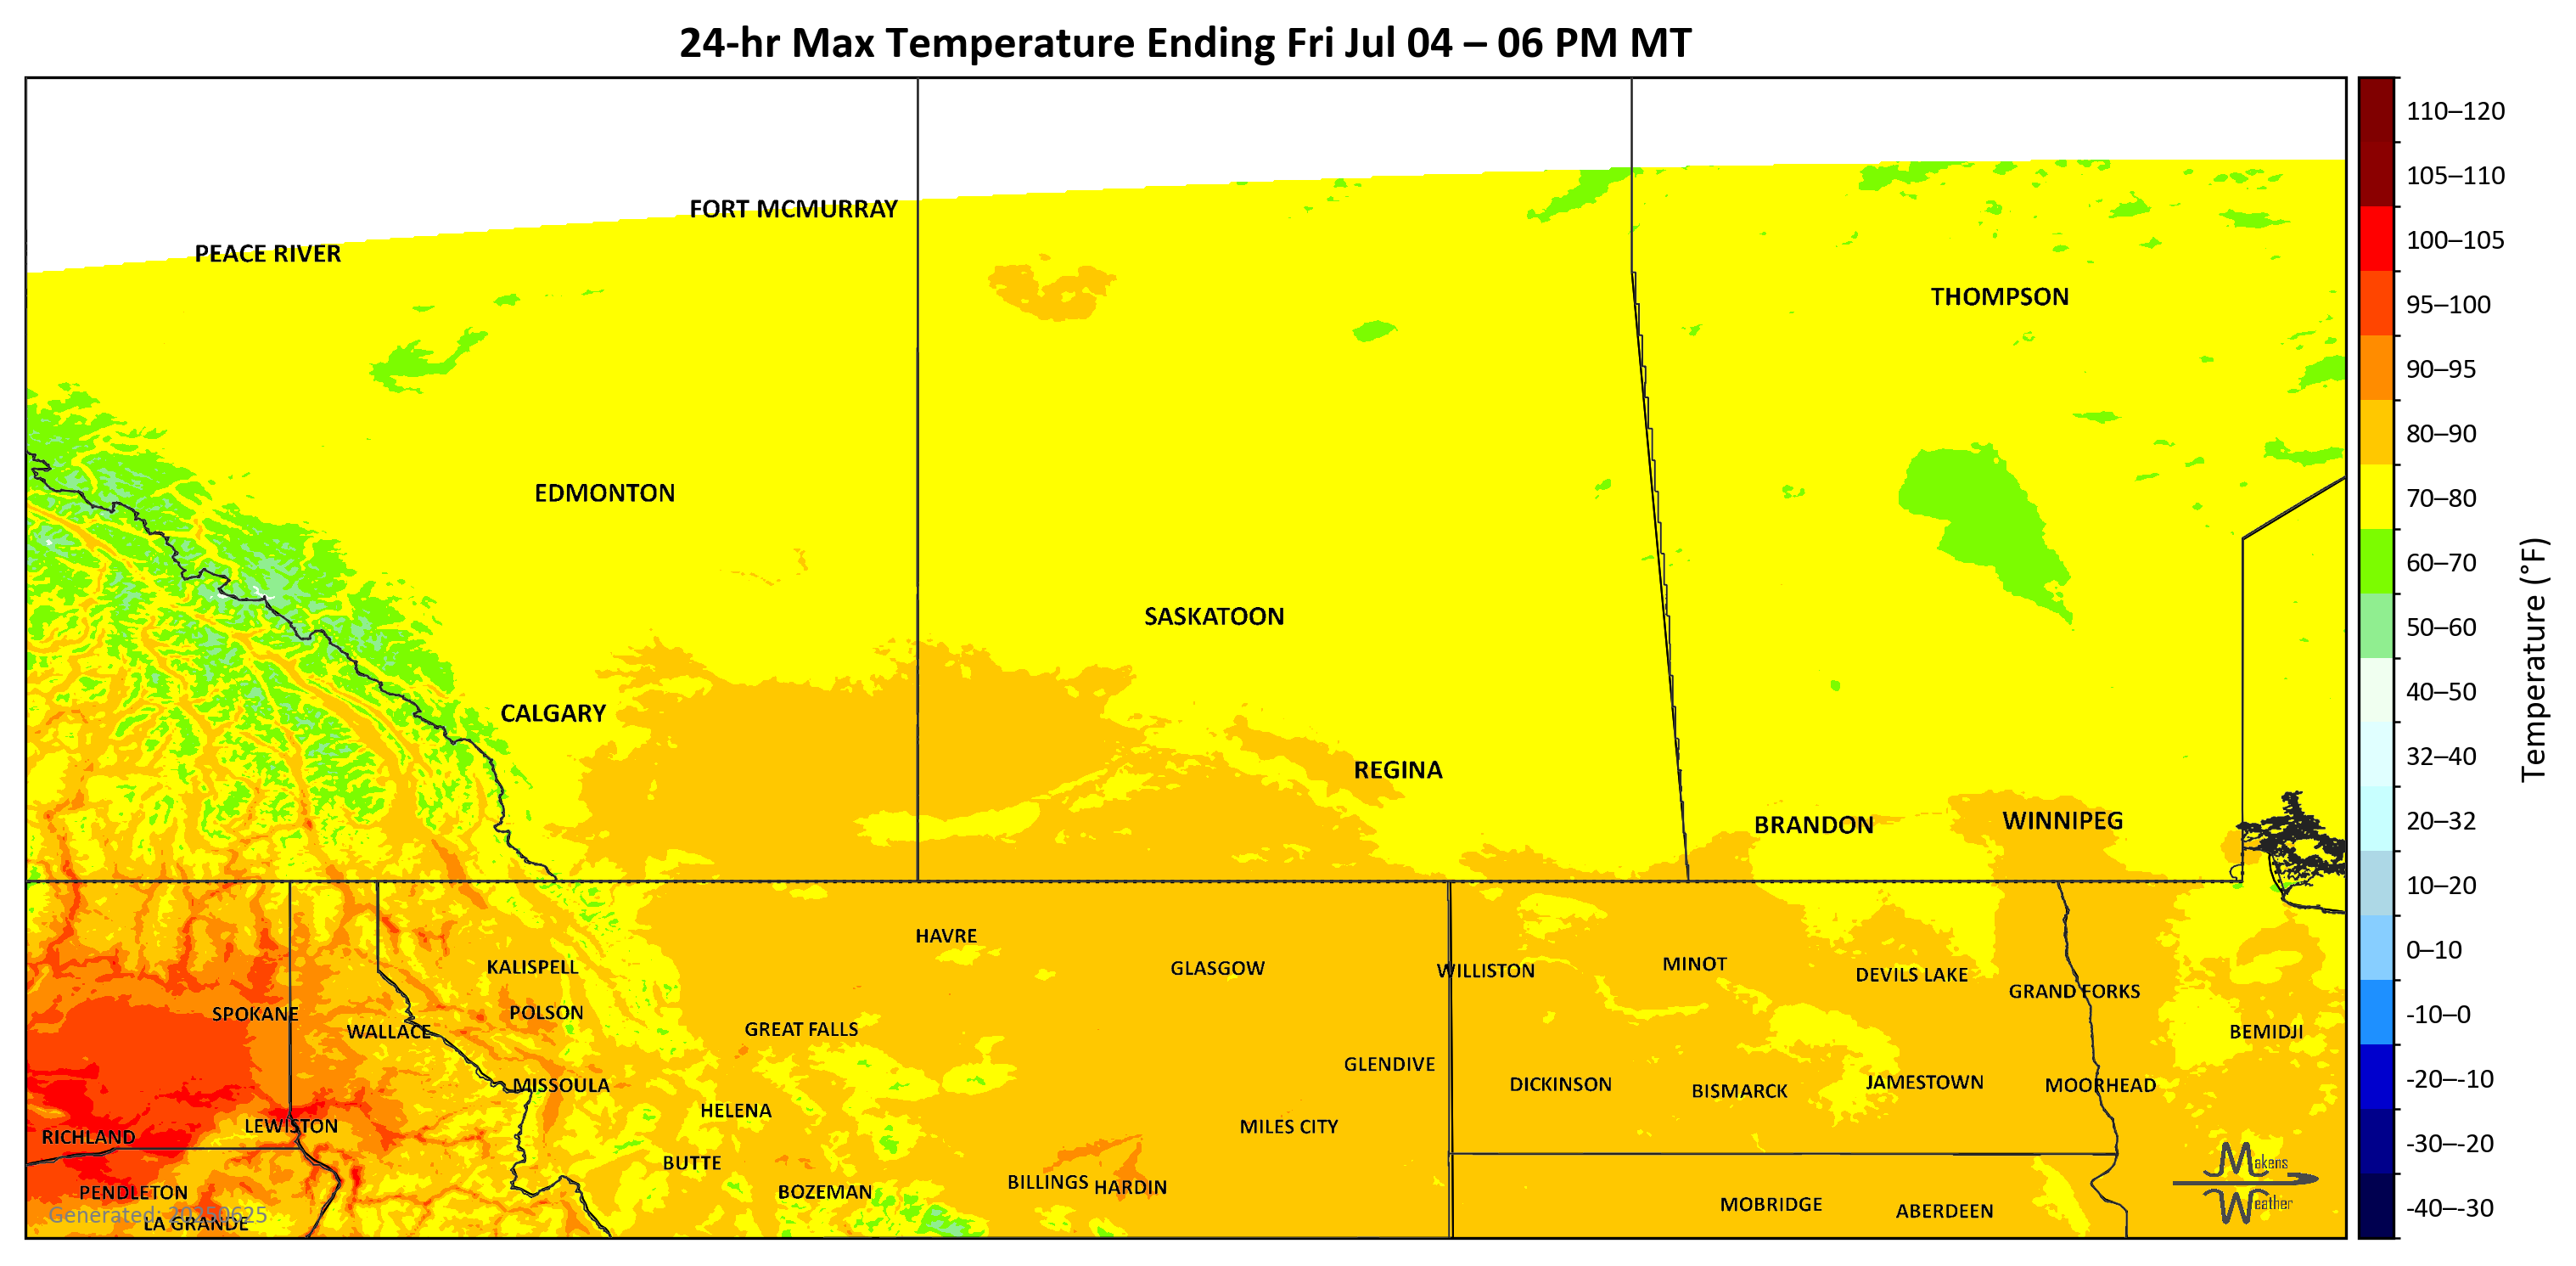 24-hr Max Temperature Ending Fri Jul 04 – 06 PM MT
FORT MCMURRAY
PEACE RIVER
THOMPSON
EDMONTON
SASKATOON
CALGARY
REGINA
BRANDON
WINNIPEG
HAVRE
KALISPELL
GLASGOW
WILLISTON
MINOT
DEVILS LAKE
GRAND FORKS
SPOKANE
POLSON
WALLACE
GREAT FALLS
BEMIDJI
GLENDIVE
MISSOULA
DICKINSON
BISMARCK
JAMESTOWN
MOORHEAD
HELENA
LEWISTON
MILES CITY
RICHLAND
BUTTE
BILLINGS
HARDIN
BOZEMAN
PENDLETON
MOBRIDGE
ABERDEEN
Generated: 20250625
LA GRANDE
Makens
Weather
110–120
105–110
100–105
95–100
90–95
80–90
70–80
60–70
50–60
40–50
32–40
20–32
10–20
0–10
-10–0
-20–-10
-30–-20
-40–-30
Temperature (°F)